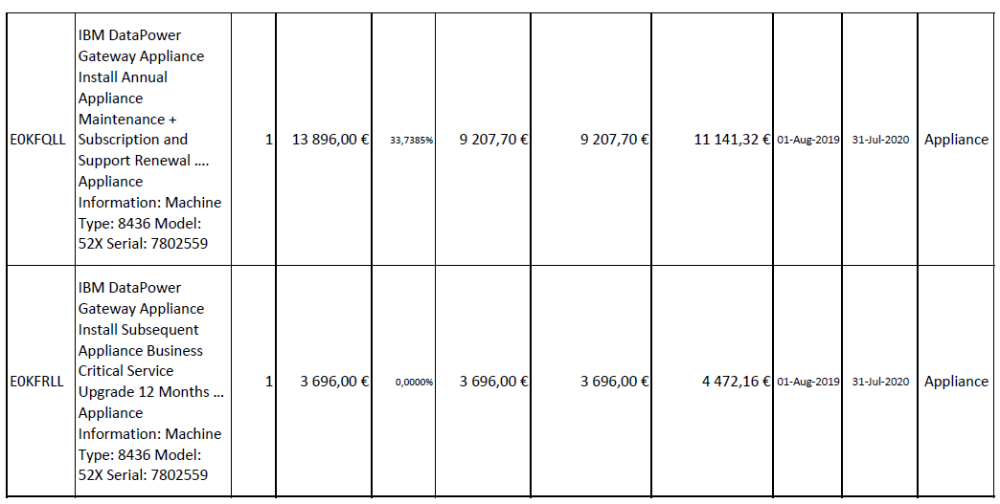 IBM DataPower
Gateway Appliance
Install Annual
Appliance
Maintenance +
E0KFQLL Subscription and 1 13 896,00 € 33,7385% 9 207,70 € 9 207,70 € 11 141,32 € 01-Aug-2019 31-Jul-2020 Appliance
Support Renewal ....
Appliance
Information: Machine
Type: 8436 Model:
52X Serial: 7802559
IBM DataPower
Gateway Appliance
Install Subsequent
Appliance Business
Critical Service
E0KFRLL Upgrade 12 Months ... 1 3 696,00 € 0,0000% 3 696,00 € 3 696,00 € 4 472,16 € 01-Aug-2019 31-Jul-2020 Appliance
Appliance
Information: Machine
Type: 8436 Model:
52X Serial: 7802559